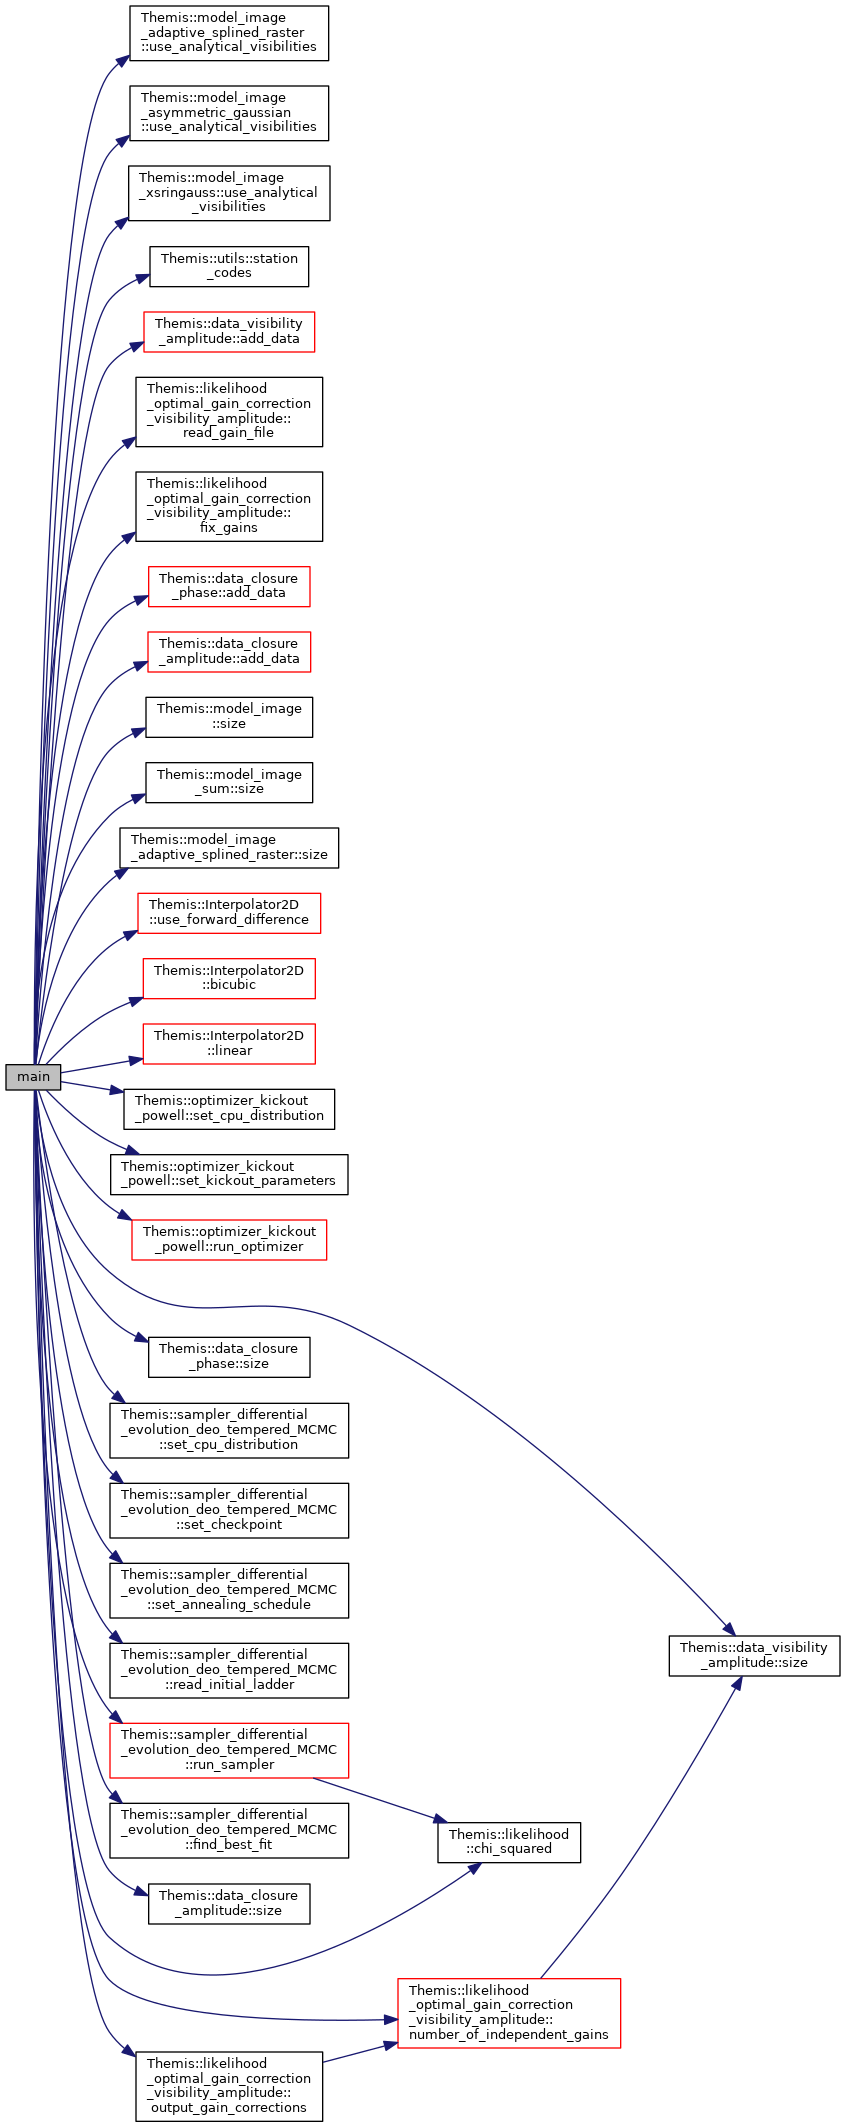 Themis::model_image
_adaptive_splined_raster
::use_analytical_visibilities
Themis::model_image
_asymmetric_gaussian
::use_analytical_visibilities
Themis::model_image
_xsringauss::use_analytical
_visibilities
Themis::utils::station
_codes
Themis::data_visibility
_amplitude::add_data
Themis::likelihood
_optimal_gain_correction
_visibility_amplitude::
read_gain_file
Themis::likelihood
_optimal_gain_correction
_visibility_amplitude::
fix_gains
Themis::data_closure
_phase::add_data
Themis::data_closure
_amplitude::add_data
Themis::model_image
::size
Themis::model_image
_sum::size
Themis::model_image
_adaptive_splined_raster::size
Themis::Interpolator2D
::use_forward_difference
Themis::Interpolator2D
::bicubic
Themis::Interpolator2D
::linear
main
Themis::optimizer_kickout
_powell::set_cpu_distribution
Themis::optimizer_kickout
_powell::set_kickout_parameters
Themis::optimizer_kickout
_powell::run_optimizer
Themis::data_closure
_phase::size
Themis::sampler_differential
_evolution_deo_tempered_MCMC
::set_cpu_distribution
Themis::sampler_differential
_evolution_deo_tempered_MCMC
::set_checkpoint
Themis::sampler_differential
_evolution_deo_tempered_MCMC
::set_annealing_schedule
Themis::sampler_differential
_evolution_deo_tempered_MCMC
::read_initial_ladder
Themis::data_visibility
_amplitude::size
Themis::sampler_differential
_evolution_deo_tempered_MCMC
::run_sampler
Themis::sampler_differential
_evolution_deo_tempered_MCMC
::find_best_fit
Themis::likelihood
::chi_squared
Themis::data_closure
_amplitude::size
Themis::likelihood
_optimal_gain_correction
_visibility_amplitude::
number_of_independent_gains
Themis::likelihood
_optimal_gain_correction
_visibility_amplitude::
output_gain_corrections